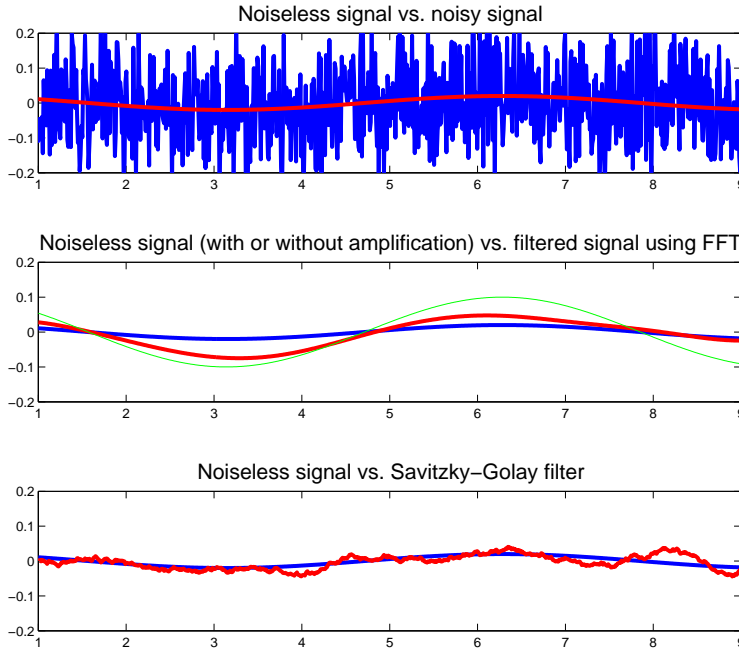 Noiseless signal vs. noisy signal
0.2
0.1
0
−0.1
−0.2
1 2 3 4 5 6 7 8 9
Noiseless signal (with or without amplification) vs. filtered signal using FFT
0.2
0.1
0
−0.1
−0.2
1 2 3 4 5 6 7 8 9
Noiseless signal vs. Savitzky−Golay filter
0.2
0.1
0
−0.1
−0.2
1 2 3 4 5 6 7 8 9